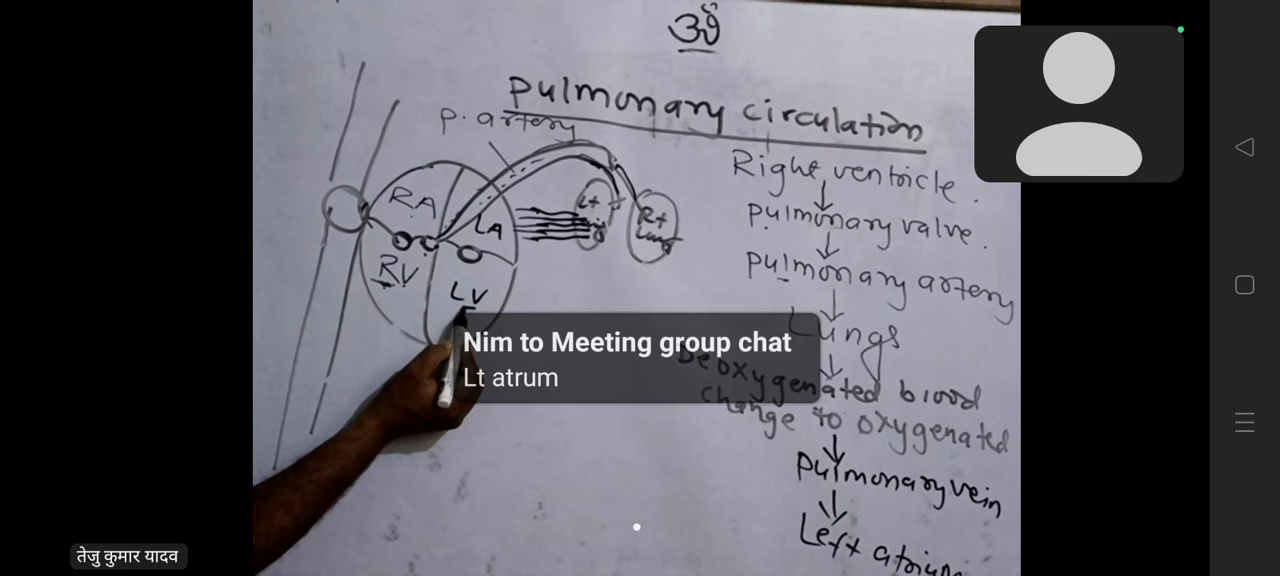 ॐ
Pulmonary circulation
P. artery
RA
LA
RV
LV
Lt
Rt
Lung
Right ventricle.
Pulmonary valve.
Pulmonary artery
Lungs
Deoxygenated blood
change to oxygenated
Pulmonary vein
Left atrium
Nim to Meeting group chat
Lt atrum
तेजु कुमार यादव